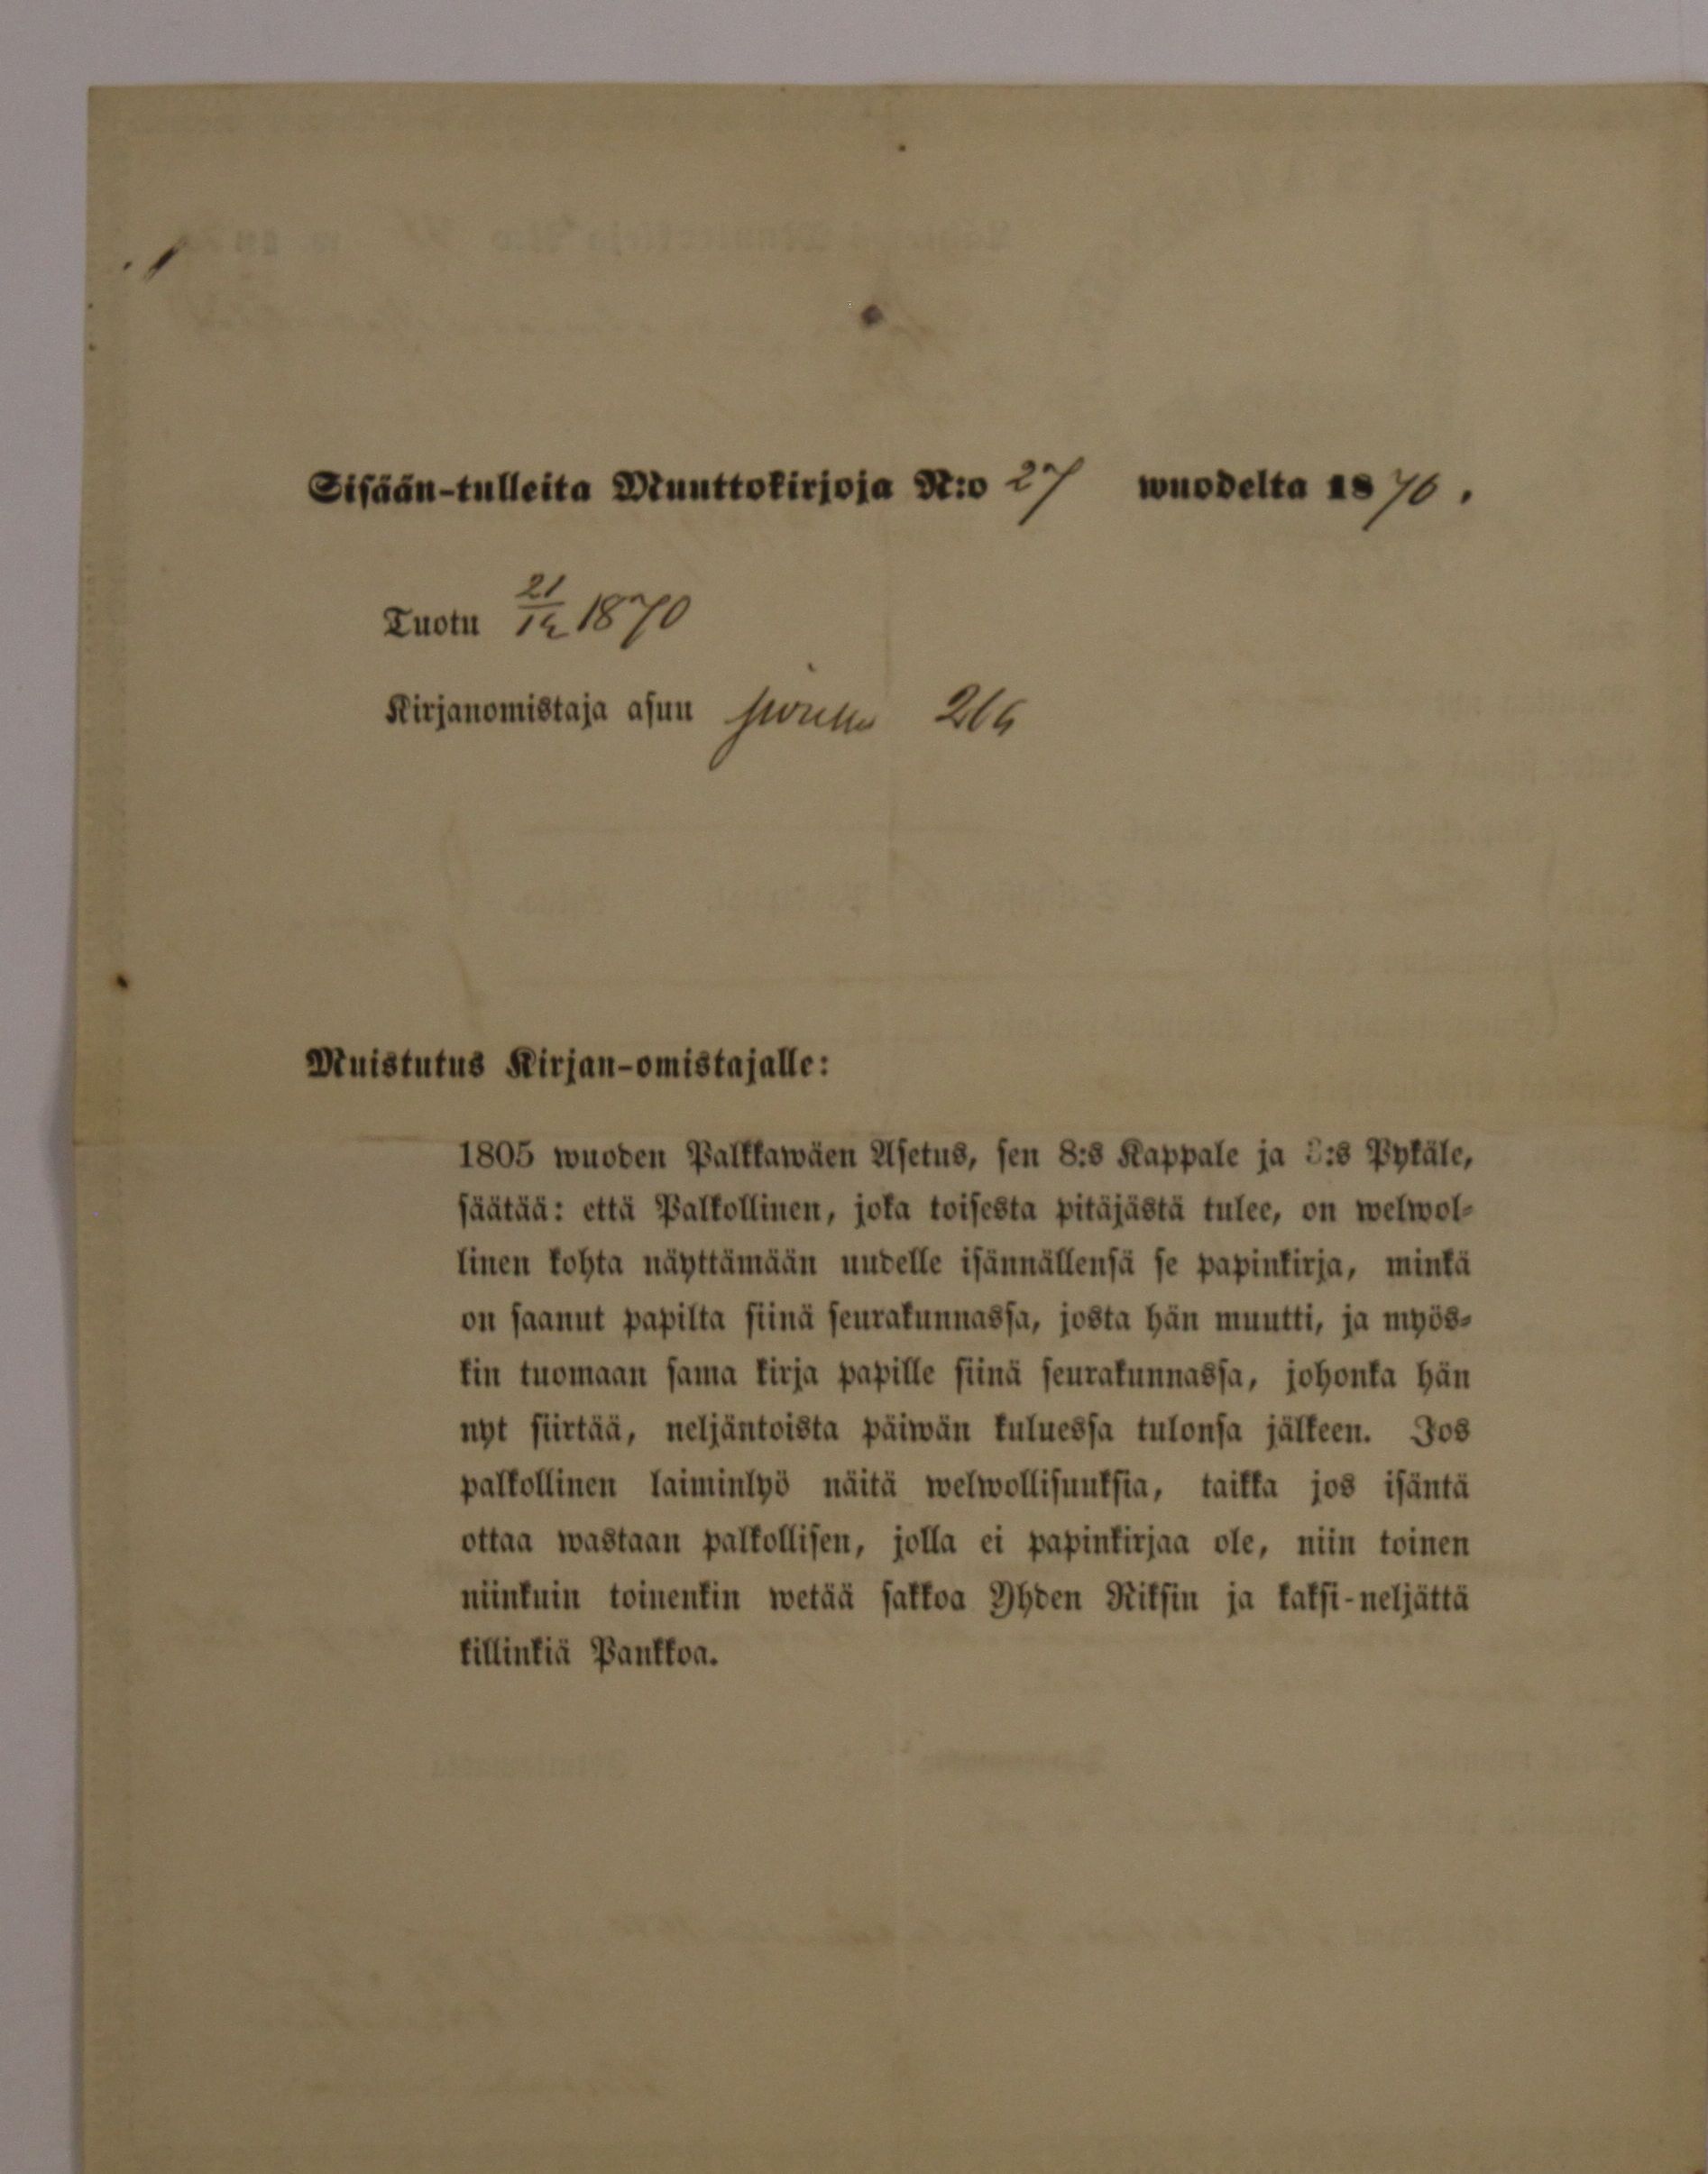 Sisään-tulleita Muuttokirjoja N:o 27 wuodelta 1870.
Tuotu 21/12 1870
Kirjanomistaja asuu
Muistutus Kirjan-omistajalle:
1805 wuoden Palkkawäen Asetus, sen 8:s Kappale ja 3:s Pykäle,
säätää: että Palkollinen, joka toisesta pitäjästä tulee, on welwol-
linen kohta näyttämään uudelle isännällensä se papinkirja, minkä
on saanut papilta siinä seurakunnassa, josta hän muutti, ja myös-
kin tuomaan sama kirja papille siinä seurakunnassa, johonka hän
nyt siirtää, neljäntoista päiwän kuluessa tulonsa jälkeen. Jos
palkollinen laiminlyö näitä welwollisuuksia, taikka jos isäntä
ottaa wastaan palkollisen, jolla ei papinkirjaa ole, niin toinen
niinkuin toinenkin wetää sakkoa Yhden Riksin ja kaksi-neljättä
killinkiä Pankkoa.